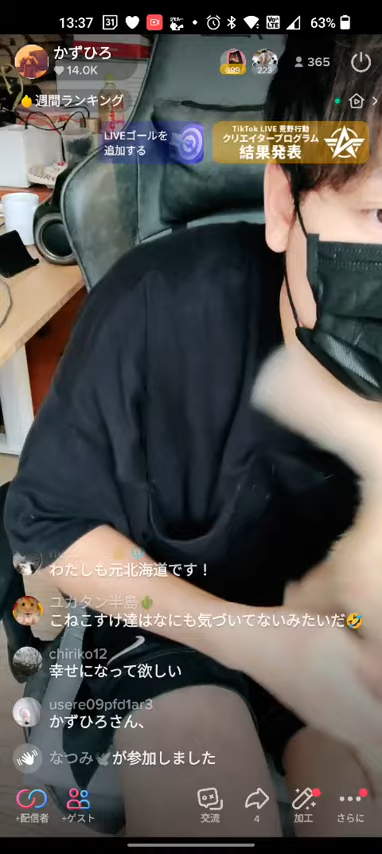 13:37
31
63%
かずひろ
14.0K
899
223
365
週間ランキング
LIVEゴールを
追加する
TikTok LIVE 荒野行動
クリエイタープログラム
結果発表
わたしも元北海道です！
ユカタン半島🌵
こねこすけ達はなにも気づいてないみたいだ🤣
chiriko12
幸せになって欲しい
usere09pfd1ar3
かずひろさん、
なつみ🕊が参加しました
+配信者
+ゲスト
交流
4
加工
さらに